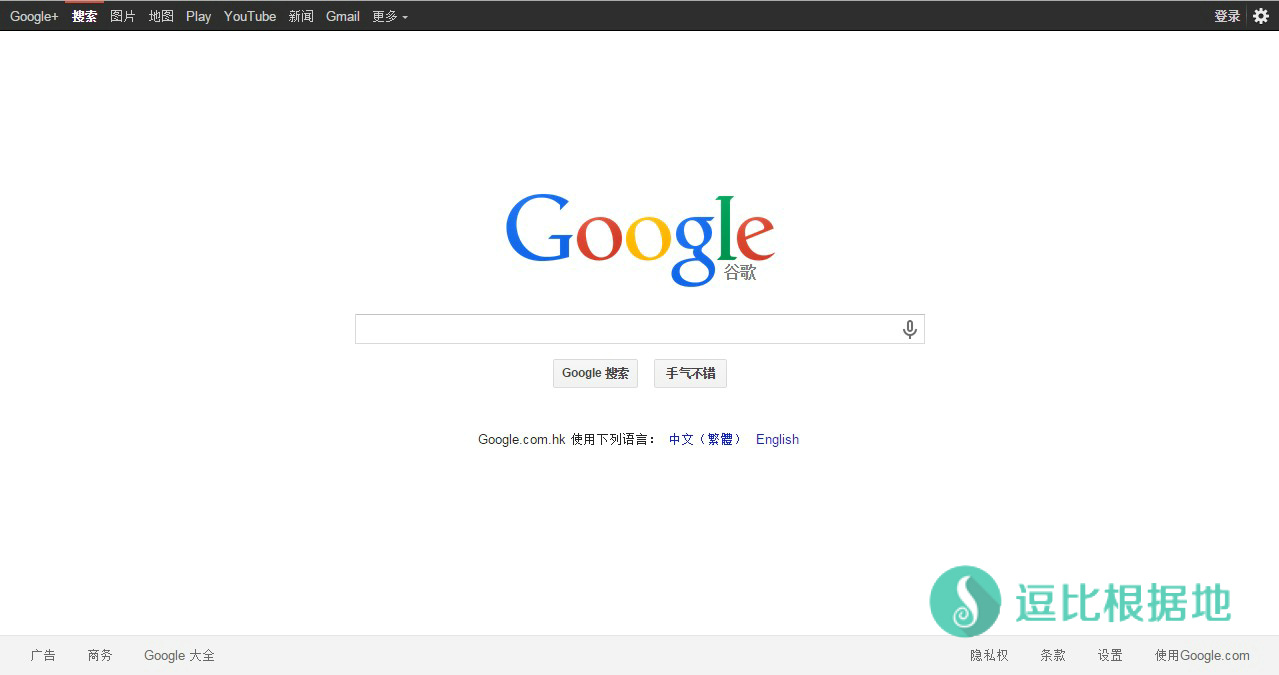 Google+ 搜索 图片 地图 Play YouTube 新闻 Gmail 更多 登录
Google
谷歌
Google 搜索 手气不错
Google.com.hk 使用下列语言： 中文（繁體） English
逗比根据地
广告 商务 Google 大全 隐私权 条款 设置 使用Google.com